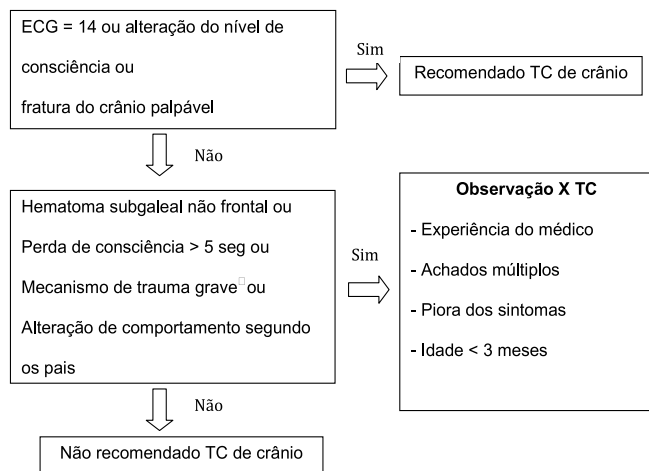 ECG = 14 ou alteração do nível de
consciência ou
fratura do crânio palpável
Sim
Recomendado TC de crânio
Não
Hematoma subgaleal não frontal ou
Perda de consciência > 5 seg ou
Mecanismo de trauma grave ou
Alteração de comportamento segundo
os pais
Sim
Observação X TC
- Experiência do médico
- Achados múltiplos
- Piora dos sintomas
- Idade < 3 meses
Não
Não recomendado TC de crânio